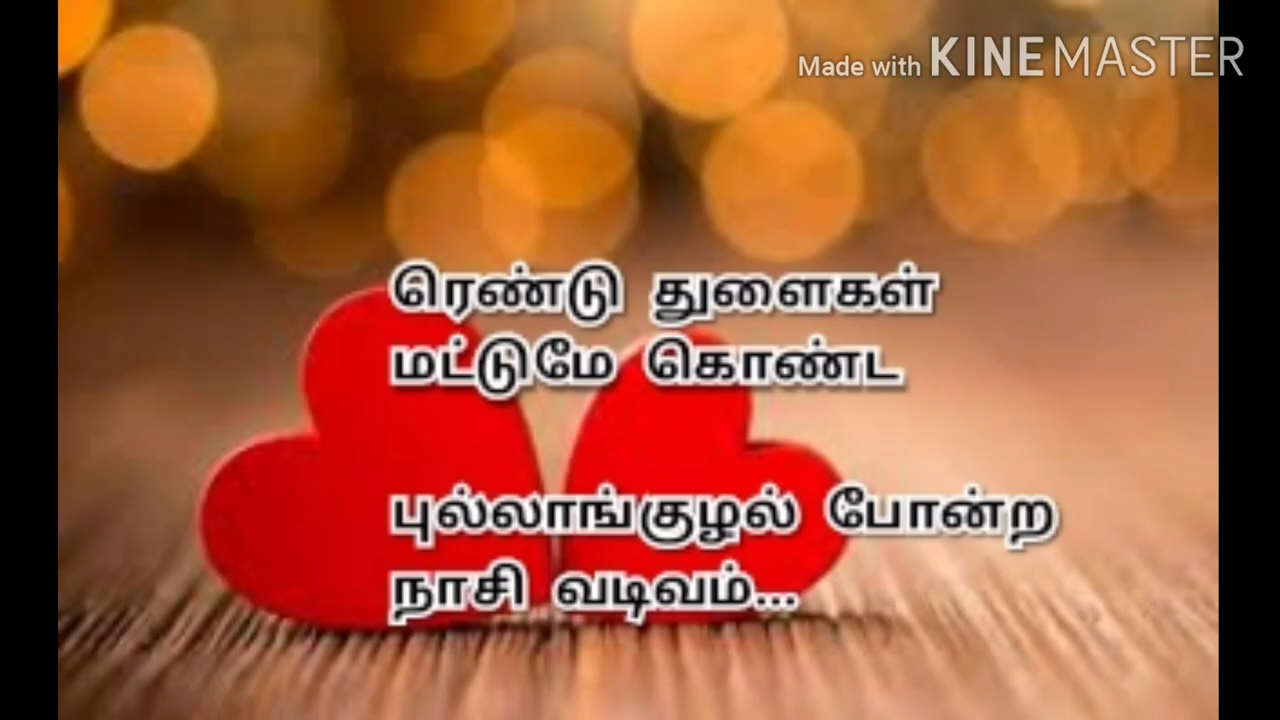 Made with KINEMASTER
ரெண்டு துளைகள்
மட்டுமே கொண்ட
புல்லாங்குழல் போன்ற
நாசி வடிவம்...